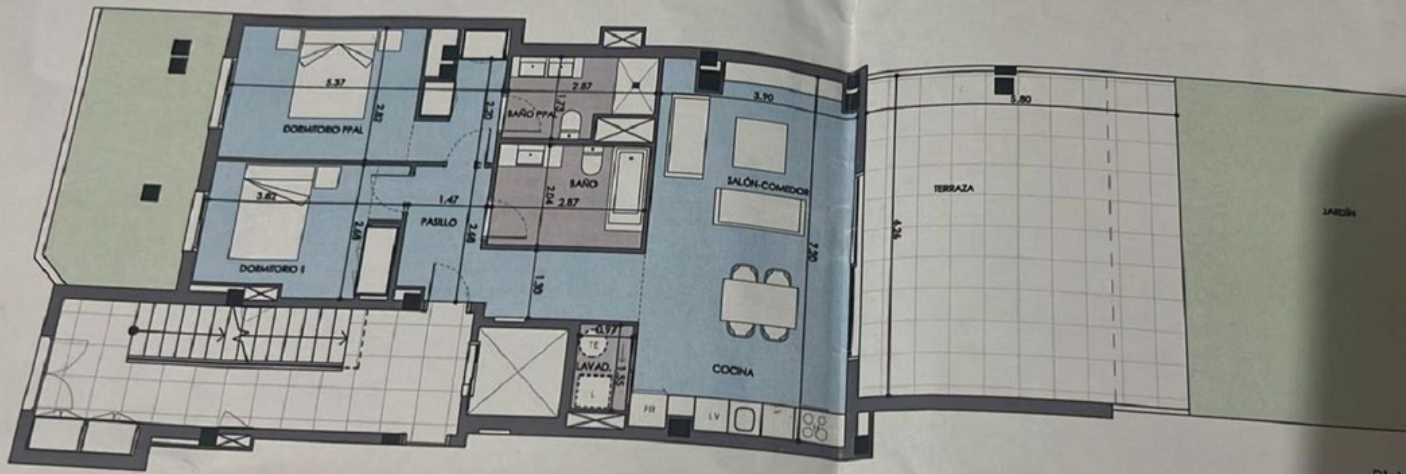 5.37
2.82
DORMITORIO PPAL
2.20
2.87
1.73
BAÑO PPAL
3.90
5.80
3.82
2.68
DORMITORIO 1
1.47
PASILLO
2.68
BAÑO
2.04
2.87
1.30
SALÓN-COMEDOR
7.20
TERRAZA
6.26
JARDÍN
0.97
TE
LAVAD.
1.55
L
COCINA
FR
LV